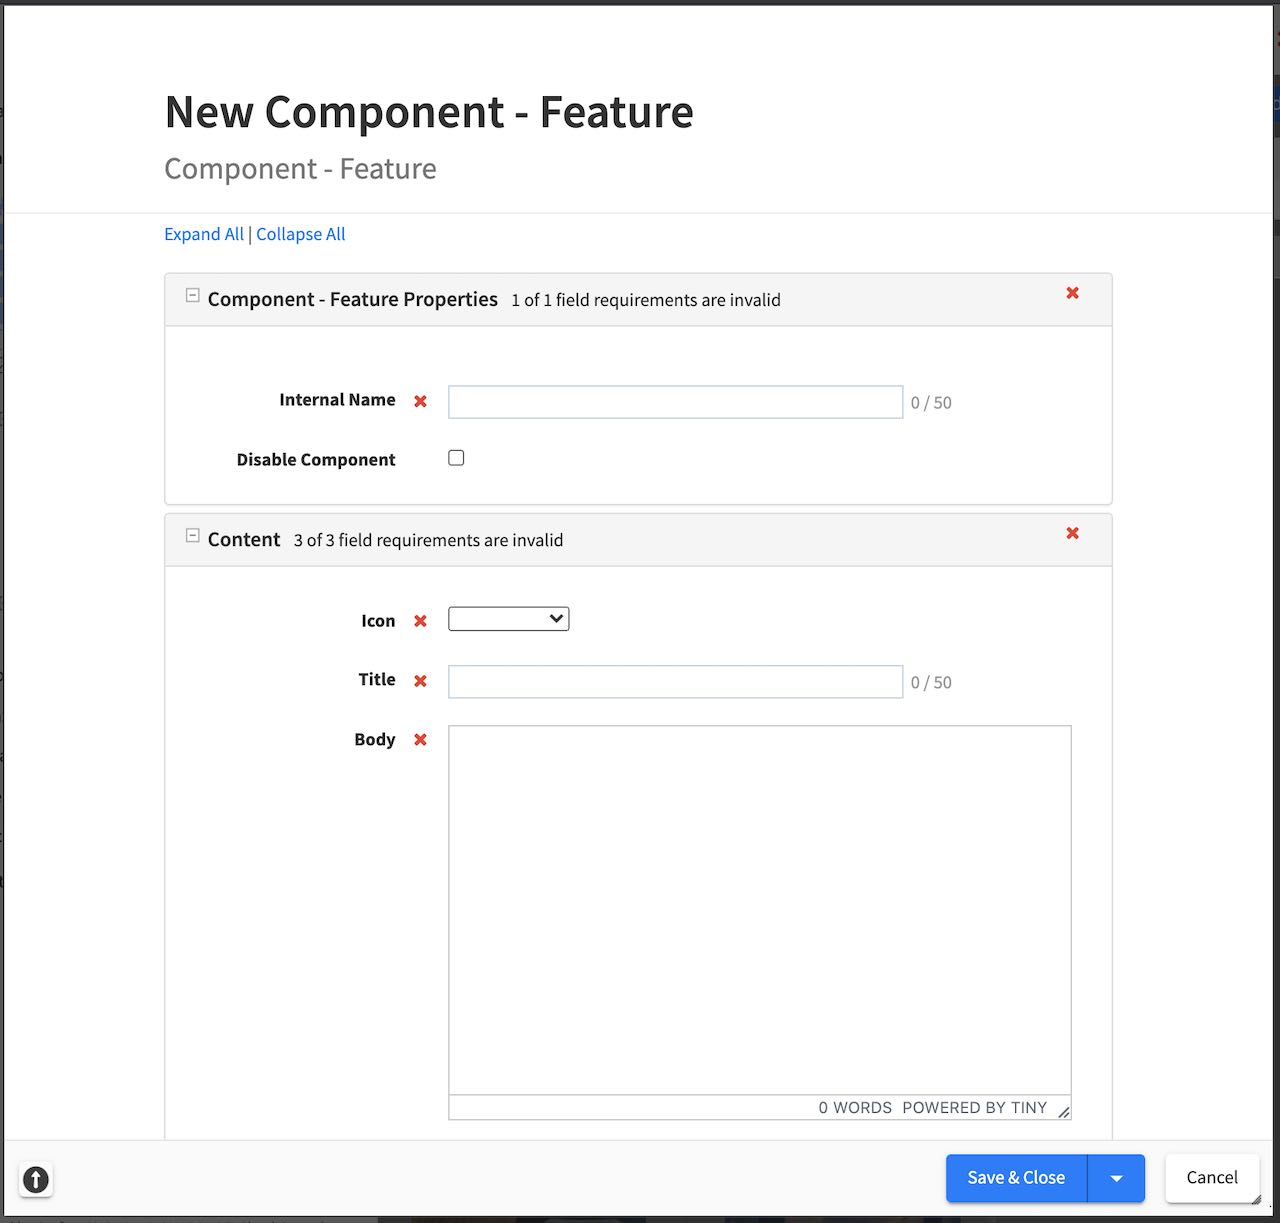 New Component - Feature
Component - Feature
Expand All | Collapse All
Component - Feature Properties 1 of 1 field requirements are invalid
Internal Name 0 / 50
Disable Component
Content 3 of 3 field requirements are invalid
Icon
Title 0 / 50
Body
0 WORDS POWERED BY TINY
Save & Close Cancel